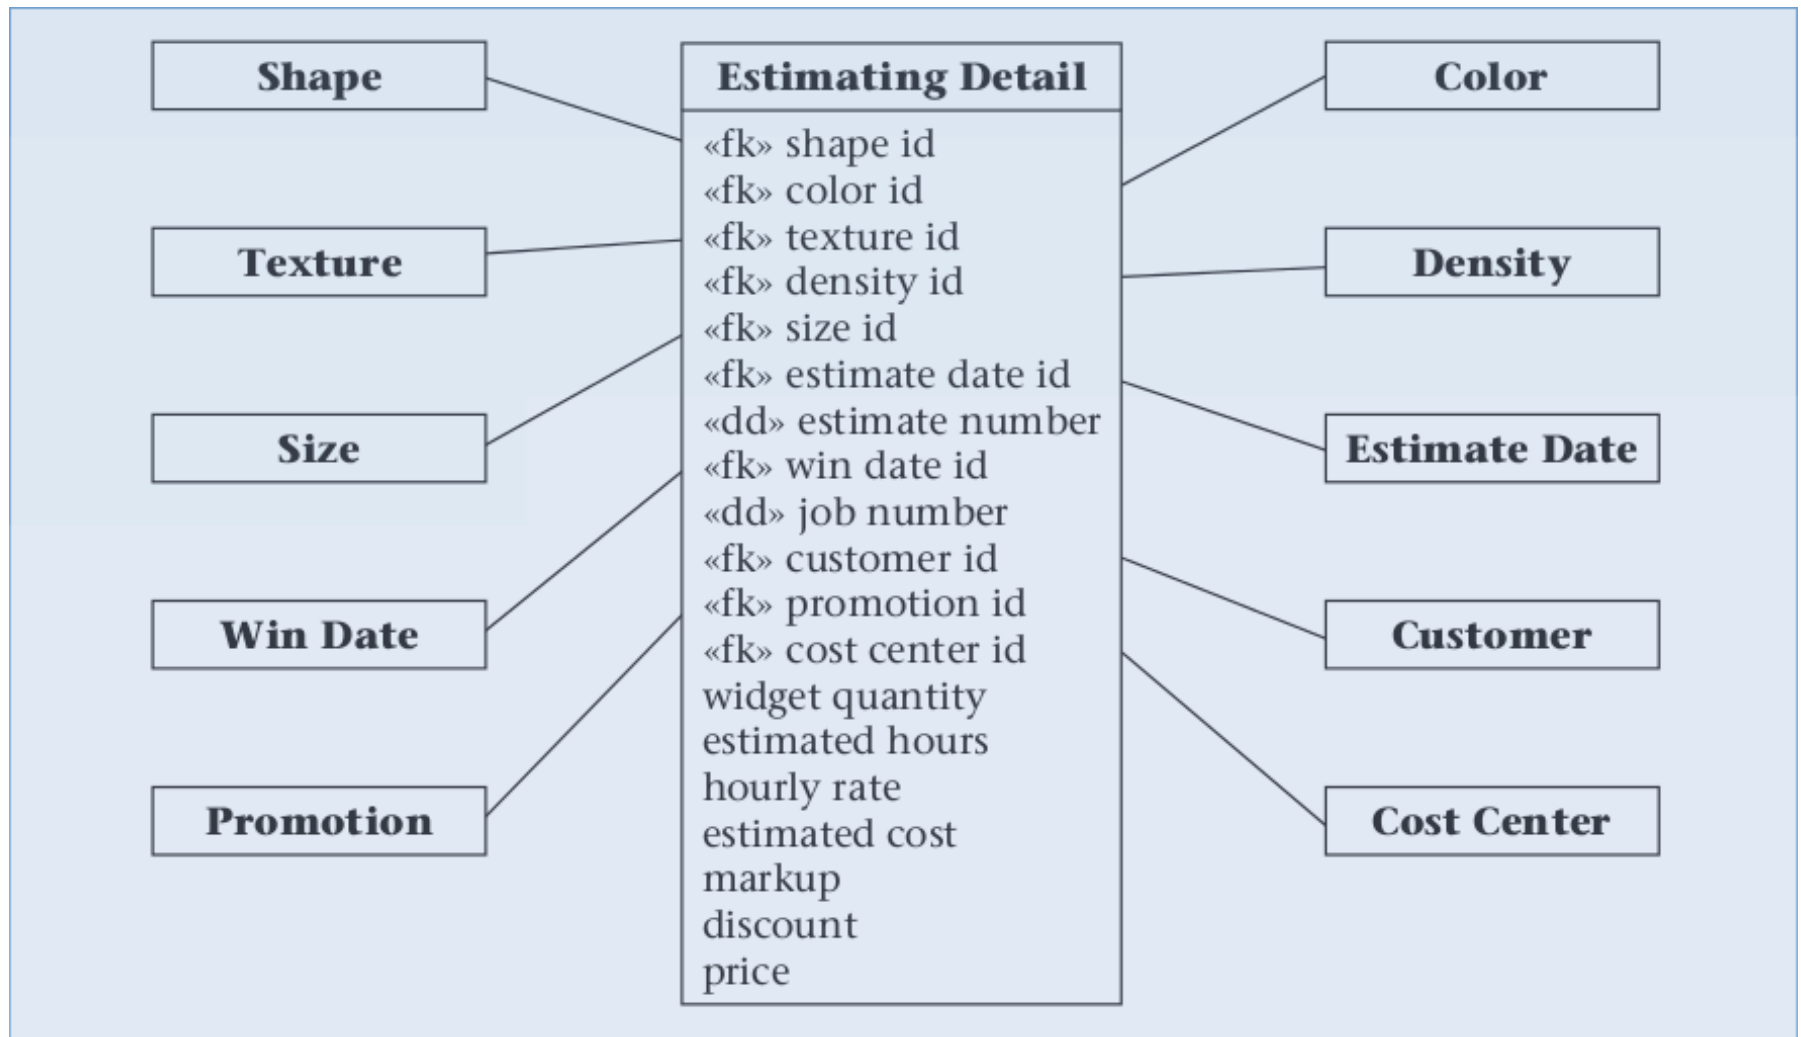 Shape
Texture
Size
Win Date
Promotion
Estimating Detail
«fk» shape id
«fk» color id
«fk» texture id
«fk» density id
«fk» size id
«fk» estimate date id
«dd» estimate number
«fk» win date id
«dd» job number
«fk» customer id
«fk» promotion id
«fk» cost center id
widget quantity
estimated hours
hourly rate
estimated cost
markup
discount
price
Color
Density
Estimate Date
Customer
Cost Center